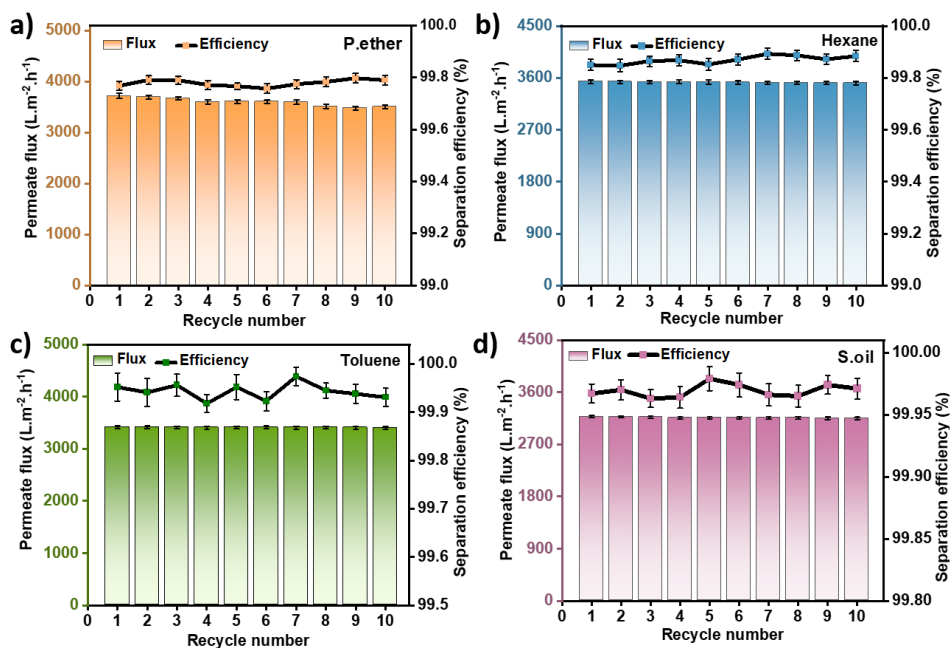 a)
Flux Efficiency
P.ether
Permeate flux (L.m⁻².h⁻¹)
5000
4000
3000
2000
1000
0
Separation efficiency (%)
100.0
99.8
99.6
99.4
99.2
99.0
0 1 2 3 4 5 6 7 8 9 10
Recycle number
b)
Flux Efficiency
Hexane
Permeate flux (L.m⁻².h⁻¹)
4500
3600
2700
1800
900
0
Separation efficiency (%)
100.0
99.8
99.6
99.4
99.2
99.0
0 1 2 3 4 5 6 7 8 9 10
Recycle number
c)
Flux Efficiency
Toluene
Permeate flux (L.m⁻².h⁻¹)
5000
4000
3000
2000
1000
0
Separation efficiency (%)
100.0
99.9
99.8
99.7
99.6
99.5
0 1 2 3 4 5 6 7 8 9 10
Recycle number
d)
Flux Efficiency
S.oil
Permeate flux (L.m⁻².h⁻¹)
4500
3600
2700
1800
900
0
Separation efficiency (%)
100.00
99.95
99.90
99.85
99.80
0 1 2 3 4 5 6 7 8 9 10
Recycle number